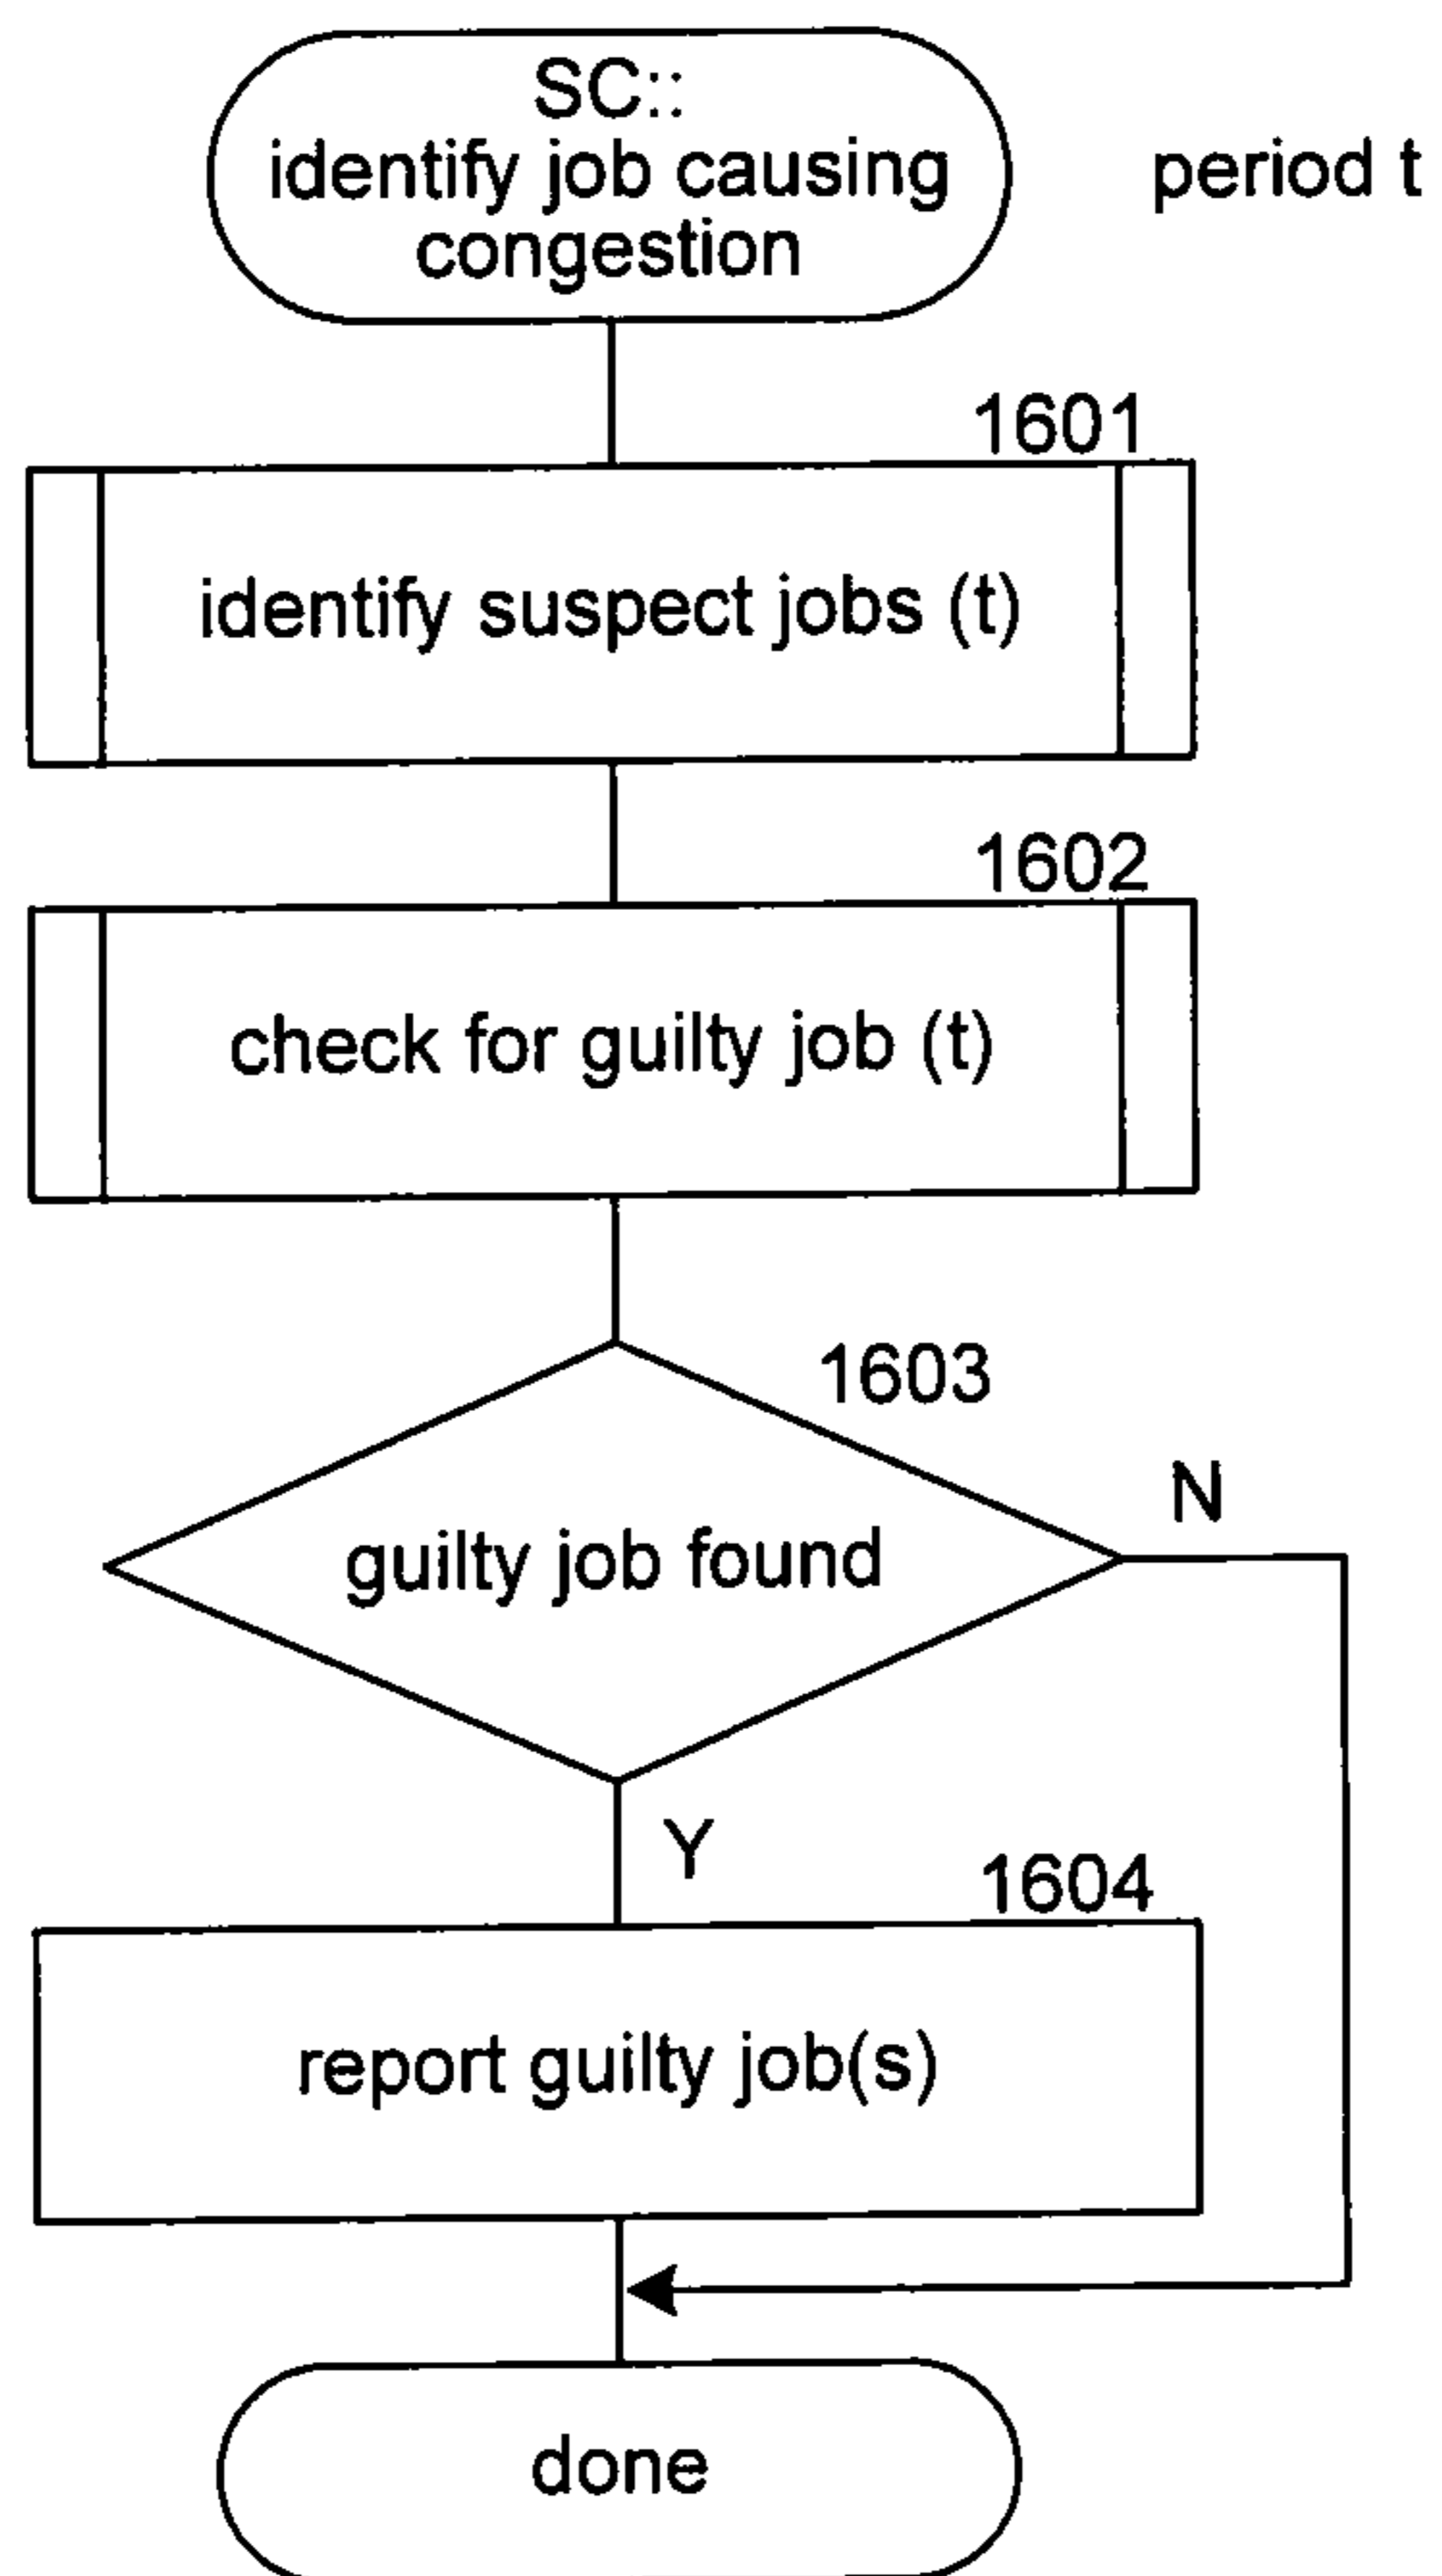 SC::
identify job causing
congestion
period t
1601
identify suspect jobs (t)
1602
check for guilty job (t)
1603
guilty job found
N
Y
1604
report guilty job(s)
done